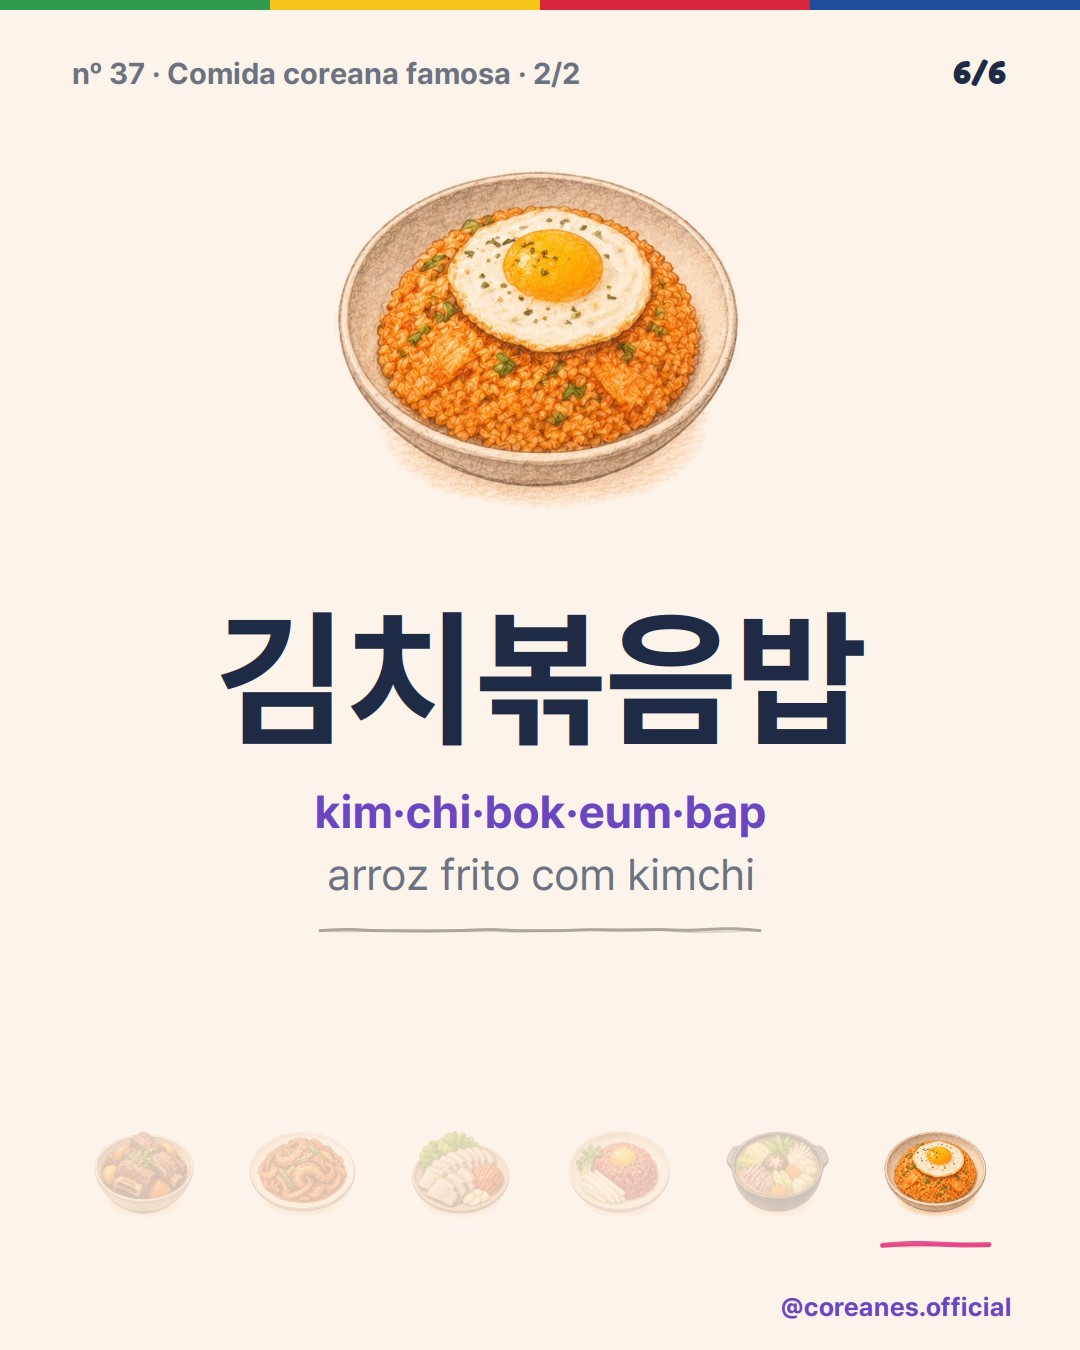 nº 37 · Comida coreana famosa · 2/2
6/6
김치볶음밥
kim·chi·bok·eum·bap
arroz frito com kimchi
@coreanes.official